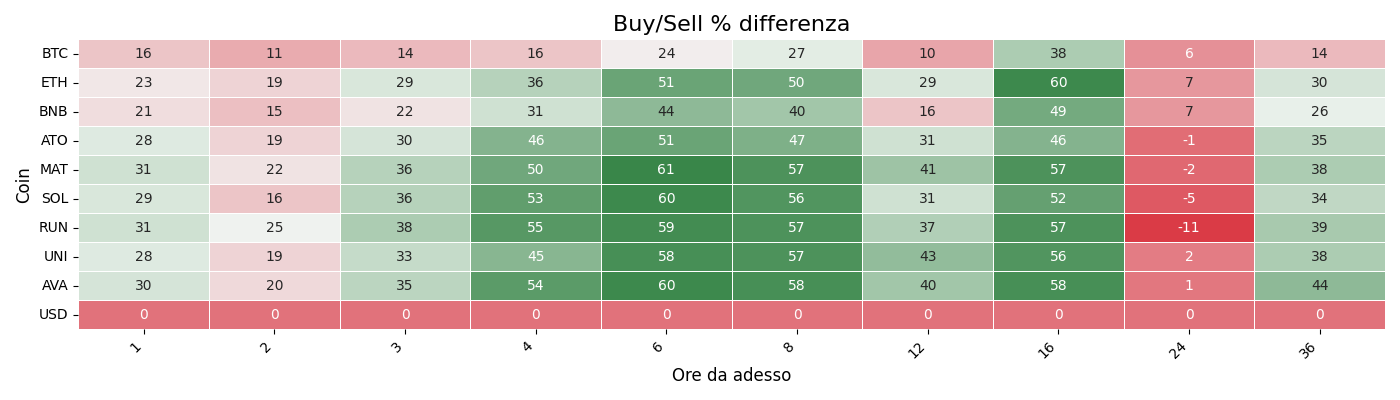 Buy/Sell % differenza
Coin
BTC 16 11 14 16 24 27 10 38 6 14
ETH 23 19 29 36 51 50 29 60 7 30
BNB 21 15 22 31 44 40 16 49 7 26
ATO 28 19 30 46 51 47 31 46 -1 35
MAT 31 22 36 50 61 57 41 57 -2 38
SOL 29 16 36 53 60 56 31 52 -5 34
RUN 31 25 38 55 59 57 37 57 -11 39
UNI 28 19 33 45 58 57 43 56 2 38
AVA 30 20 35 54 60 58 40 58 1 44
USD 0 0 0 0 0 0 0 0 0 0
1 2 3 4 6 8 12 16 24 36
Ore da adesso